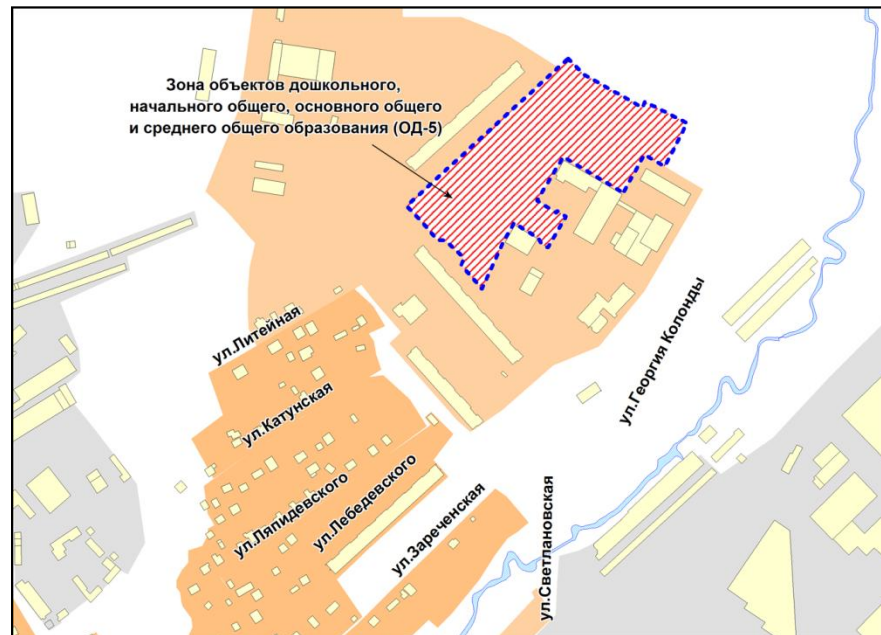 Зона объектов дошкольного,
начального общего, основного общего
и среднего общего образования (ОД-5)
ул.Литейная
ул.Катунская
ул.Ляпидевского
ул.Лебедевского
ул.Зареченская
ул.Светлановская
ул.Георгия Колонды